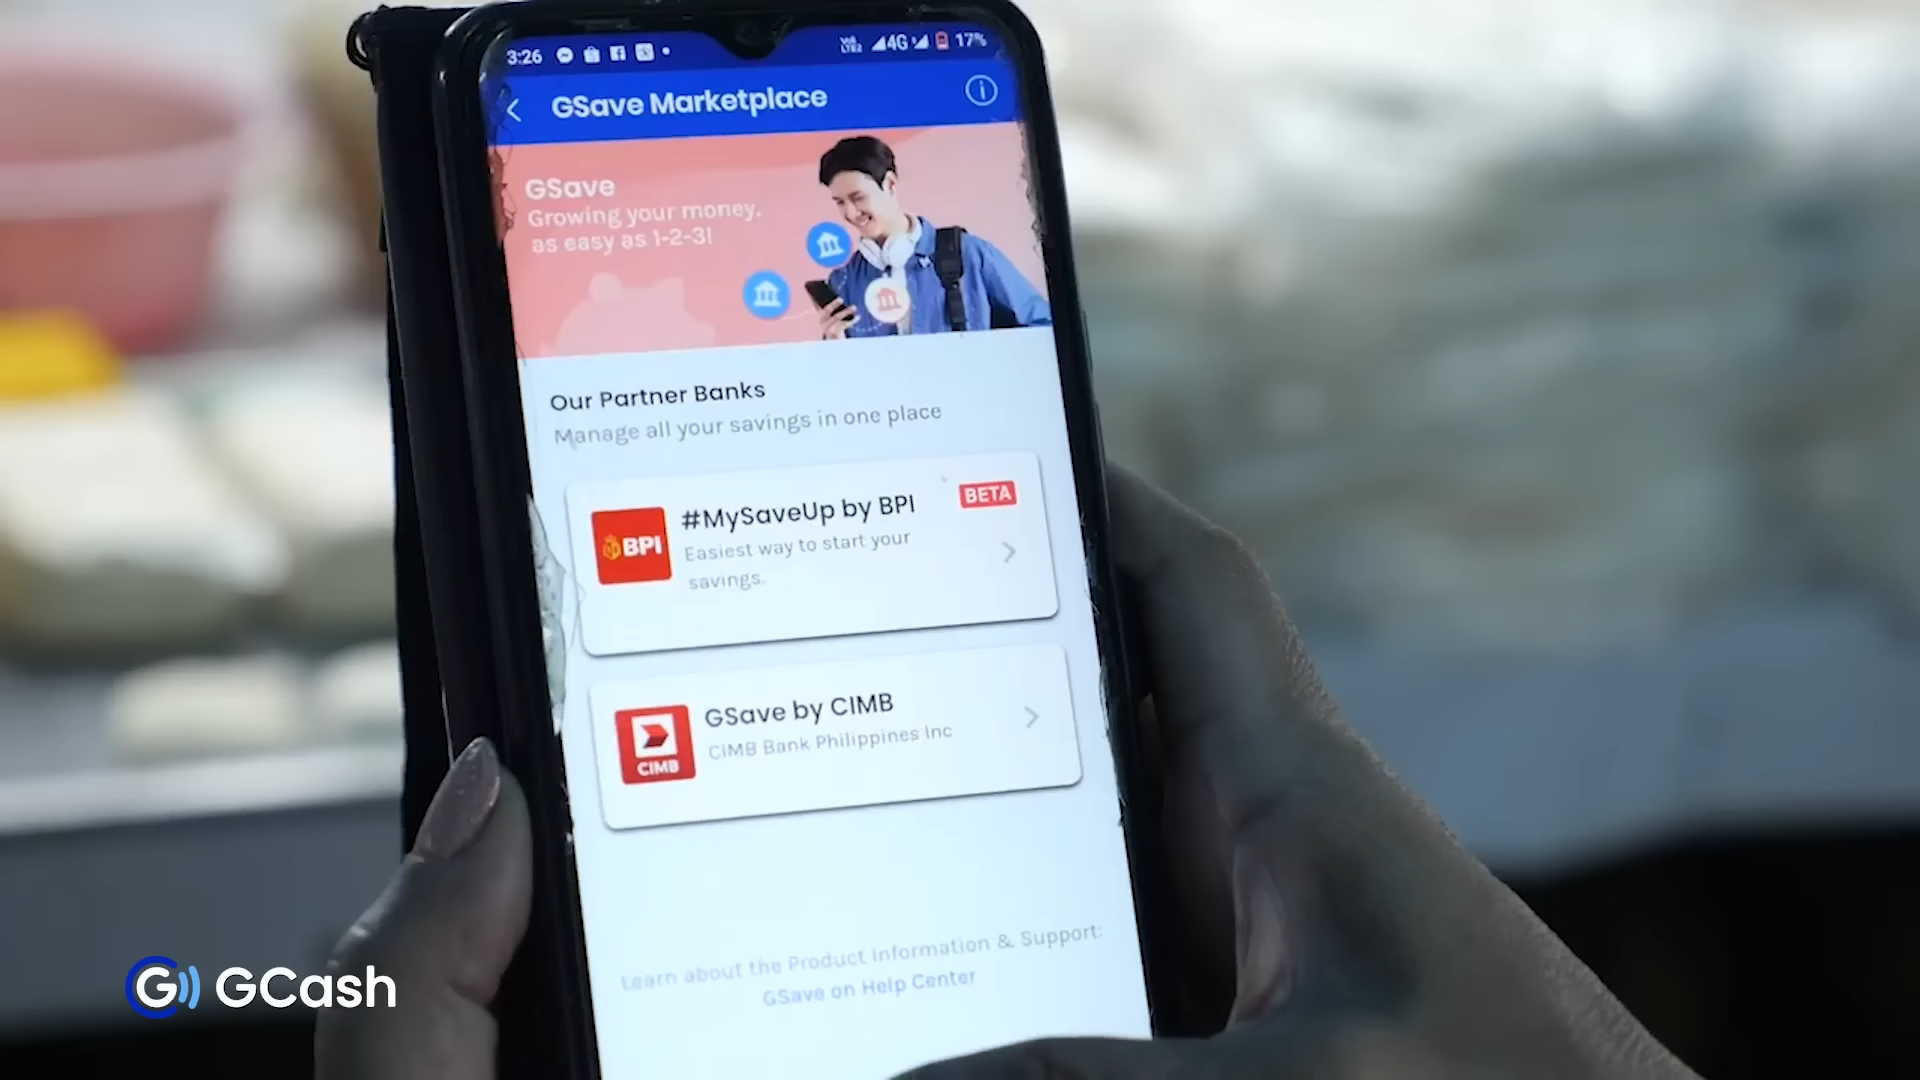 3:26
VoL LTE2 4G 17%
GSave Marketplace
GSave
Growing your money,
as easy as 1-2-3!
Our Partner Banks
Manage all your savings in one place
BPI
#MySaveUp by BPI
BETA
Easiest way to start your
savings.
CIMB
GSave by CIMB
CIMB Bank Philippines Inc
Learn about the Product Information & Support:
GSave on Help Center
G GCash